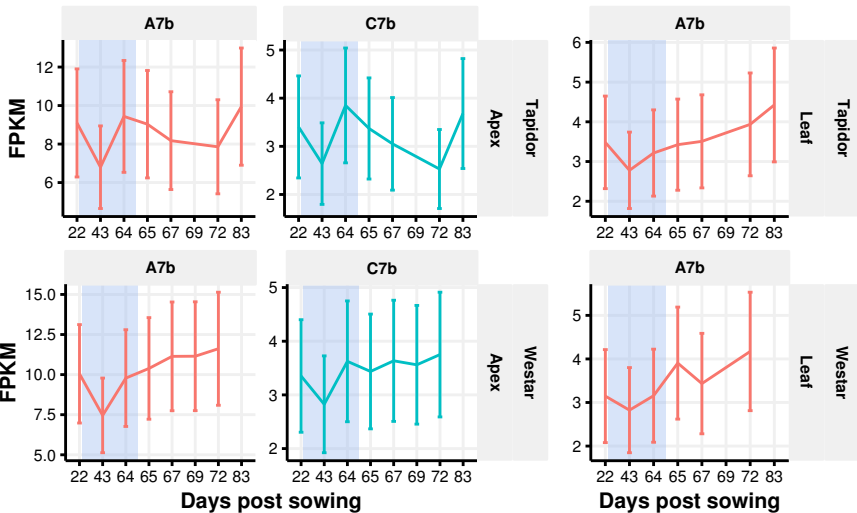 A7b
C7b
A7b
FPKM
12
10
8
6
5
4
3
2
Apex
Tapidor
6
5
4
3
2
Leaf
Tapidor
22 43 64 65 67 69 72 83
22 43 64 65 67 69 72 83
22 43 64 65 67 69 72 83
A7b
C7b
A7b
FPKM
15.0
12.5
10.0
7.5
5.0
5
4
3
2
Apex
Westar
5
4
3
2
Leaf
Westar
22 43 64 65 67 69 72 83
22 43 64 65 67 69 72 83
22 43 64 65 67 69 72 83
Days post sowing
Days post sowing